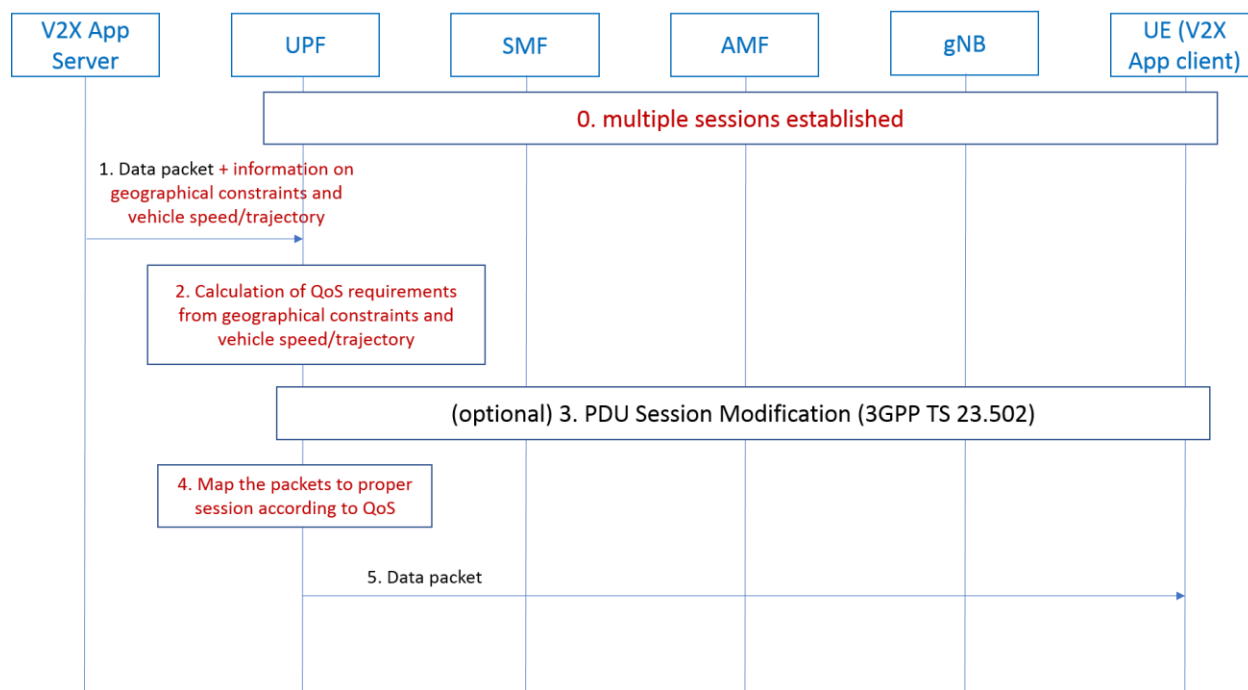 V2X App
Server
UPF
SMF
AMF
gNB
UE (V2X
App client)
0. multiple sessions established
1. Data packet + information on
geographical constraints and
vehicle speed/trajectory
2. Calculation of QoS requirements
from geographical constraints and
vehicle speed/trajectory
(optional) 3. PDU Session Modification (3GPP TS 23.502)
4. Map the packets to proper
session according to QoS
5. Data packet